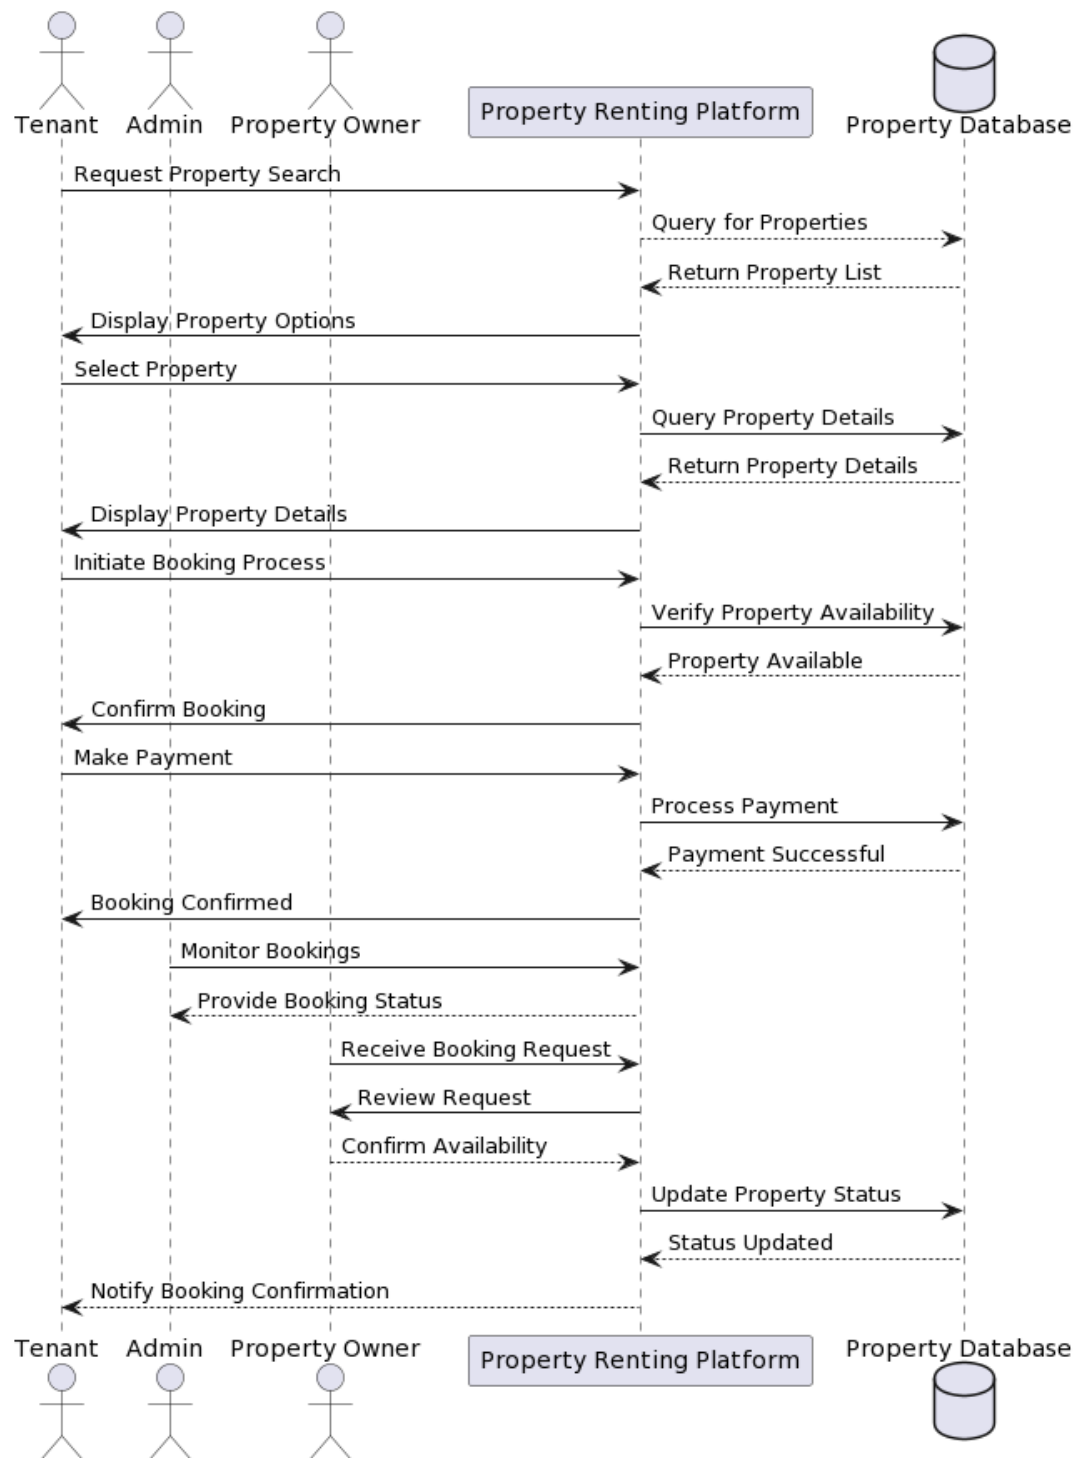 Tenant
Admin
Property Owner
Property Renting Platform
Property Database
Request Property Search
Query for Properties
Return Property List
Display Property Options
Select Property
Query Property Details
Return Property Details
Display Property Details
Initiate Booking Process
Verify Property Availability
Property Available
Confirm Booking
Make Payment
Process Payment
Payment Successful
Booking Confirmed
Monitor Bookings
Provide Booking Status
Receive Booking Request
Review Request
Confirm Availability
Update Property Status
Status Updated
Notify Booking Confirmation
Tenant
Admin
Property Owner
Property Renting Platform
Property Database